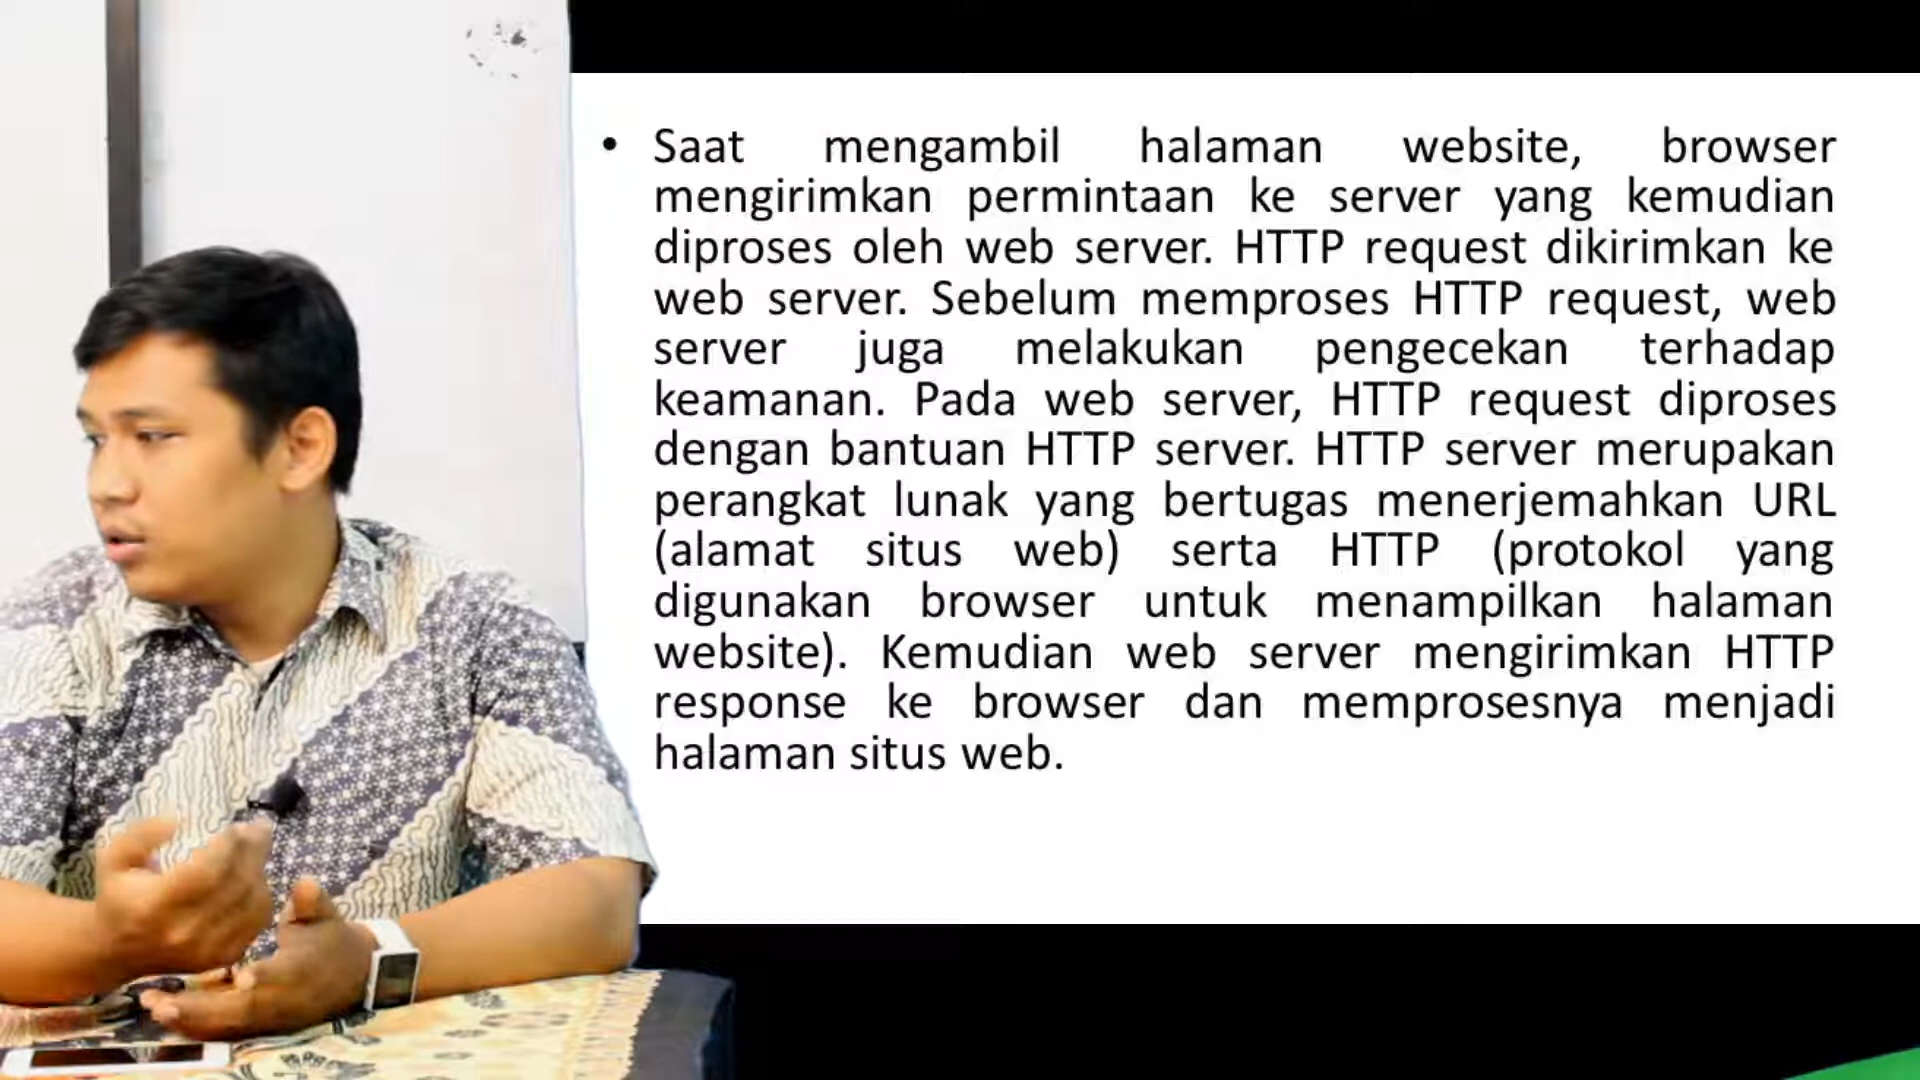 • Saat mengambil halaman website, browser
mengirimkan permintaan ke server yang kemudian
diproses oleh web server. HTTP request dikirimkan ke
web server. Sebelum memproses HTTP request, web
server juga melakukan pengecekan terhadap
keamanan. Pada web server, HTTP request diproses
dengan bantuan HTTP server. HTTP server merupakan
perangkat lunak yang bertugas menerjemahkan URL
(alamat situs web) serta HTTP (protokol yang
digunakan browser untuk menampilkan halaman
website). Kemudian web server mengirimkan HTTP
response ke browser dan memprosesnya menjadi
halaman situs web.